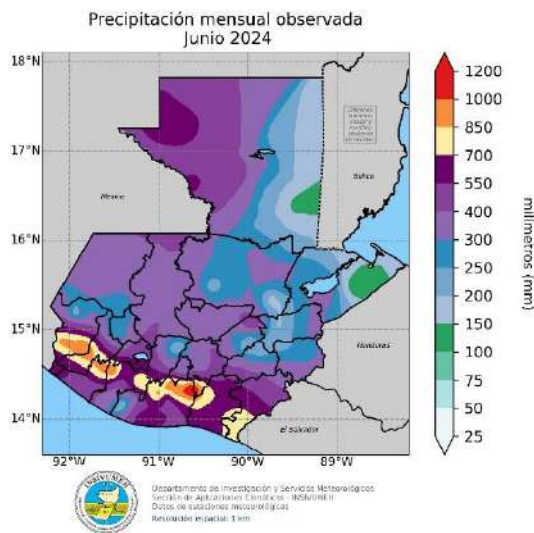 Precipitación mensual observada
Junio 2024
18°N
17°N
16°N
15°N
14°N
92°W
91°W
90°W
89°W
México
Belice
Honduras
El Salvador
1200
1000
850
700
550
400
300
250
200
150
100
75
50
25
milímetros (mm)
INSIVUMEH
Departamento de Investigación y Servicios Meteorológicos
Sección de Aplicaciones Climáticas - INSIVUMEH
Datos de estaciones meteorológicas
Resolución espacial: 1 km